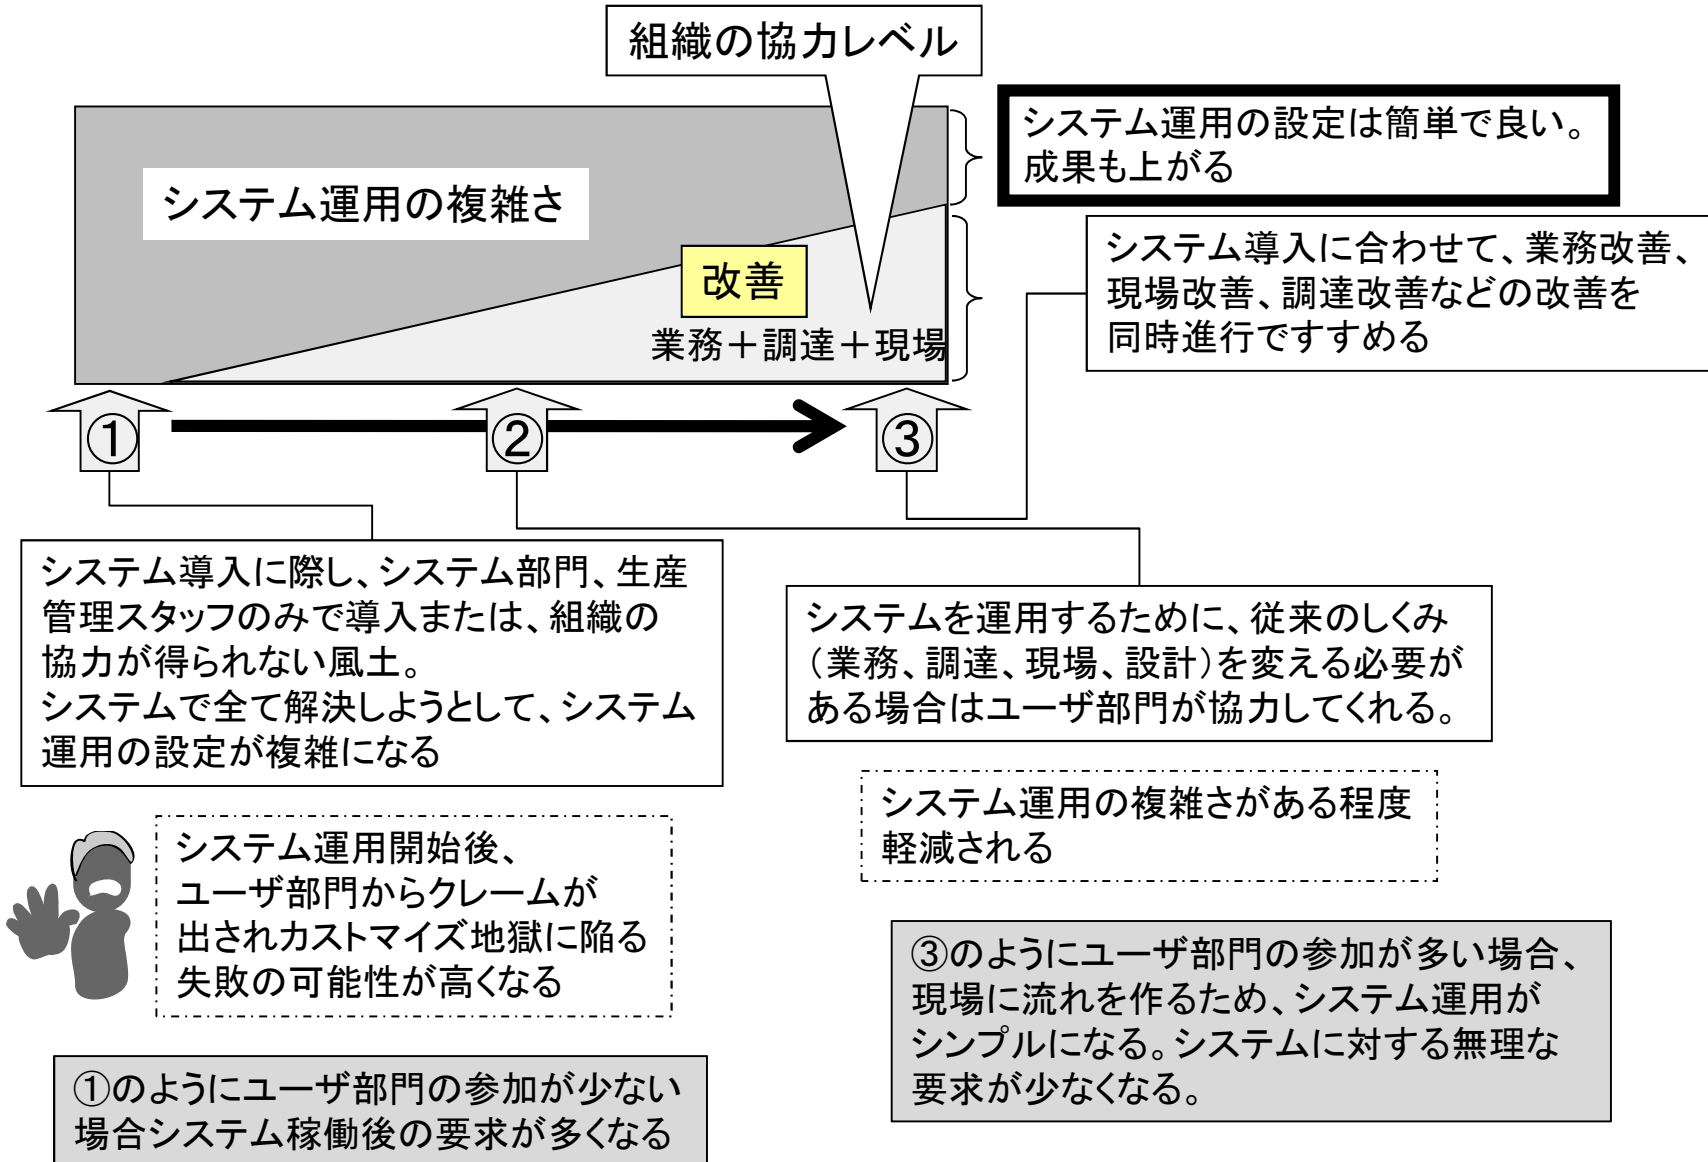 組織の協力レベル
システム運用の設定は簡単で良い。
成果も上がる
システム運用の複雑さ
システム導入に合わせて、業務改善、
現場改善、調達改善などの改善を
同時進行ですすめる
改善
業務＋調達＋現場
①
②
③
システム導入に際し、システム部門、生産
管理スタッフのみで導入または、組織の
協力が得られない風土。
システムで全て解決しようとして、システム
運用の設定が複雑になる
システムを運用するために、従来のしくみ
（業務、調達、現場、設計）を変える必要が
ある場合はユーザ部門が協力してくれる。
システム運用の複雑さがある程度
軽減される
システム運用開始後、
ユーザ部門からクレームが
出されカストマイズ地獄に陥る
失敗の可能性が高くなる
③のようにユーザ部門の参加が多い場合、
現場に流れを作るため、システム運用が
シンプルになる。システムに対する無理な
要求が少なくなる。
①のようにユーザ部門の参加が少ない
場合システム稼働後の要求が多くなる